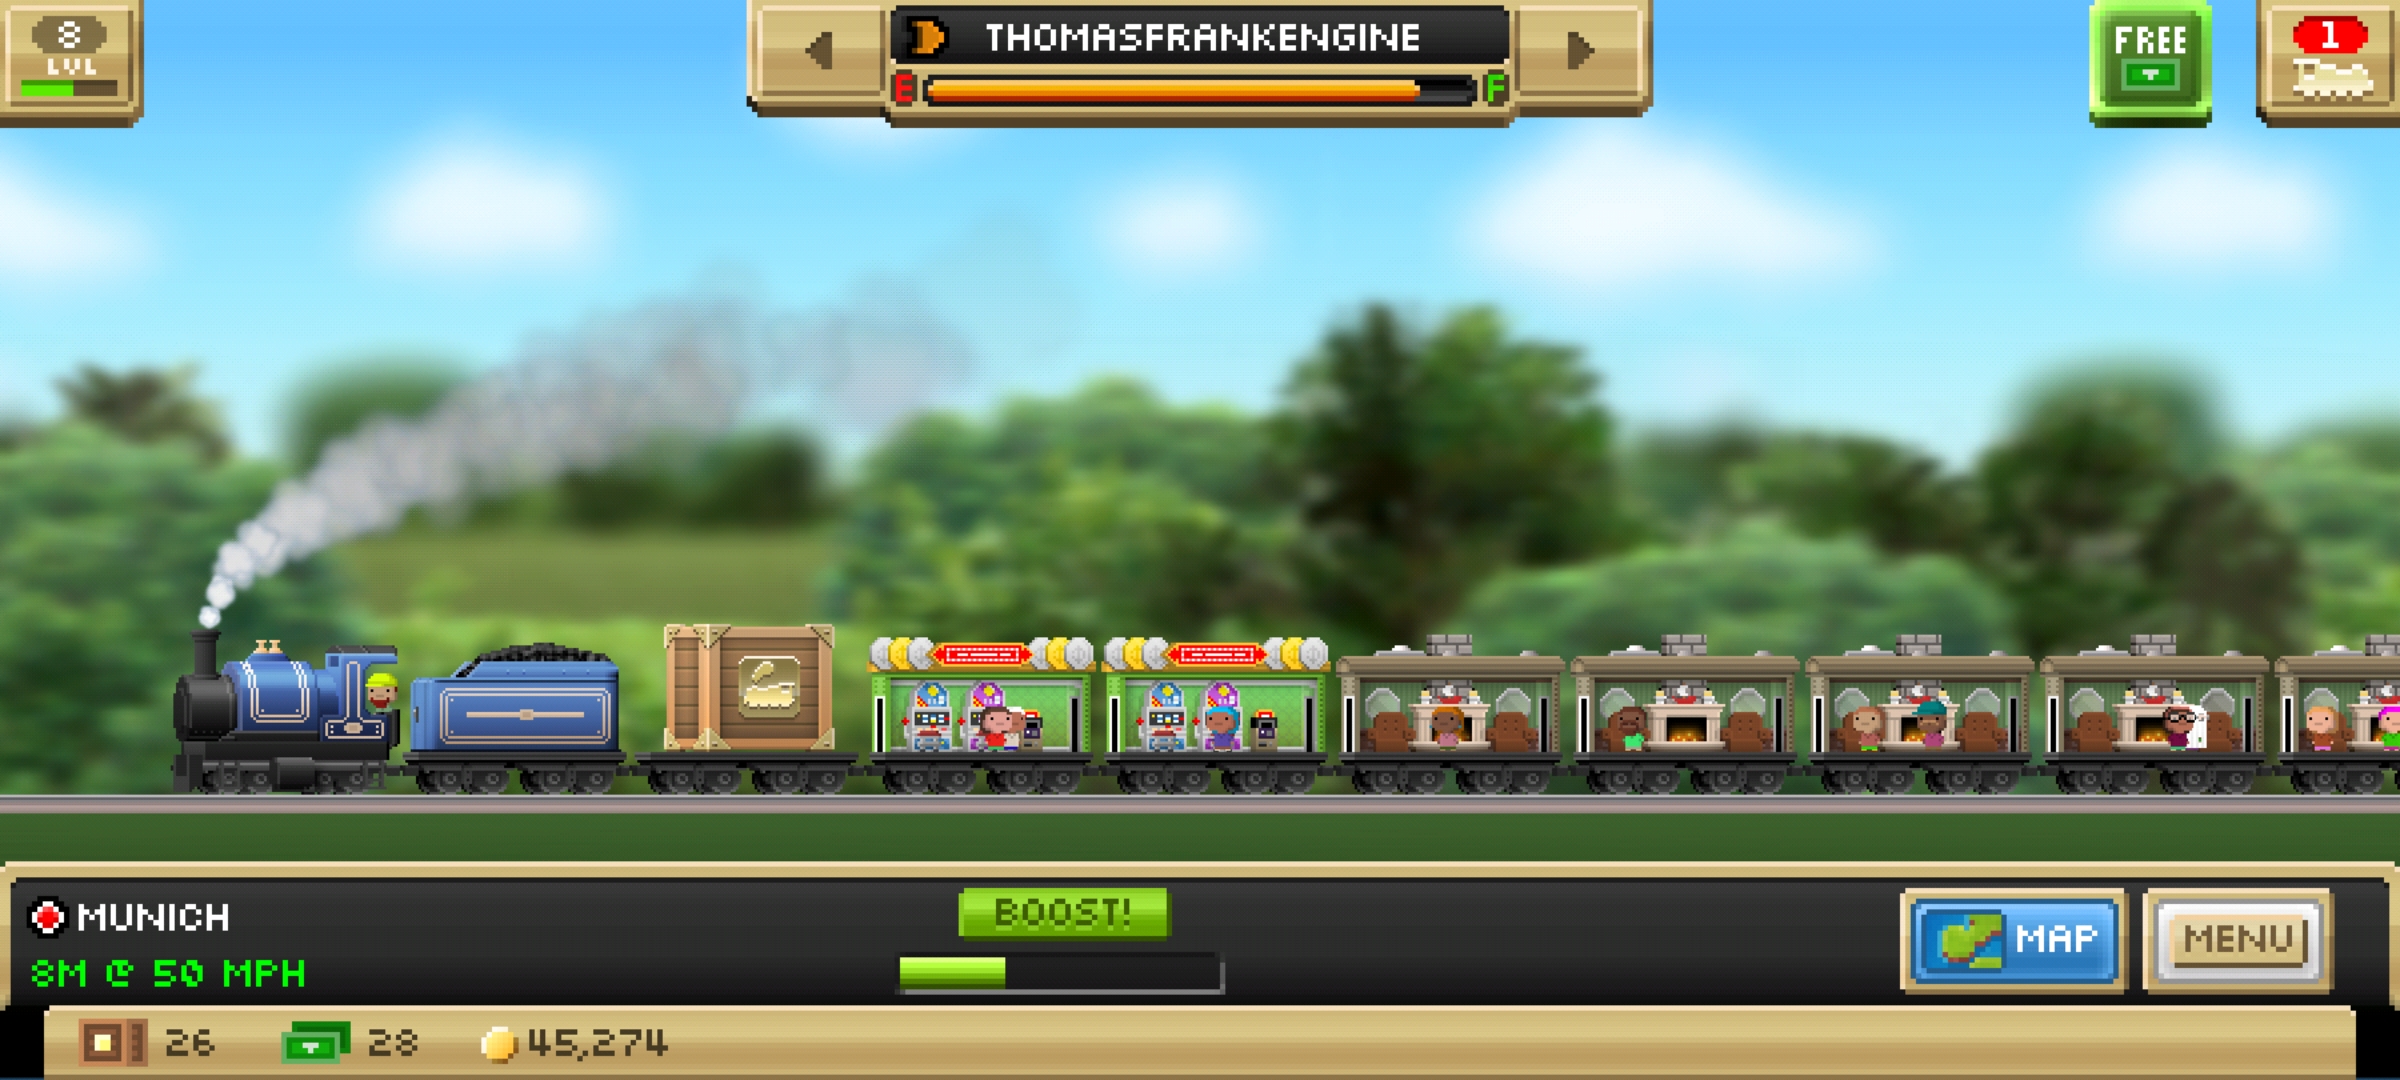 8
LVL
THOMASFRANKENGINE
E F
FREE
1
MUNICH
8M @ 50 MPH
BOOST!
MAP
MENU
26
28
45,274